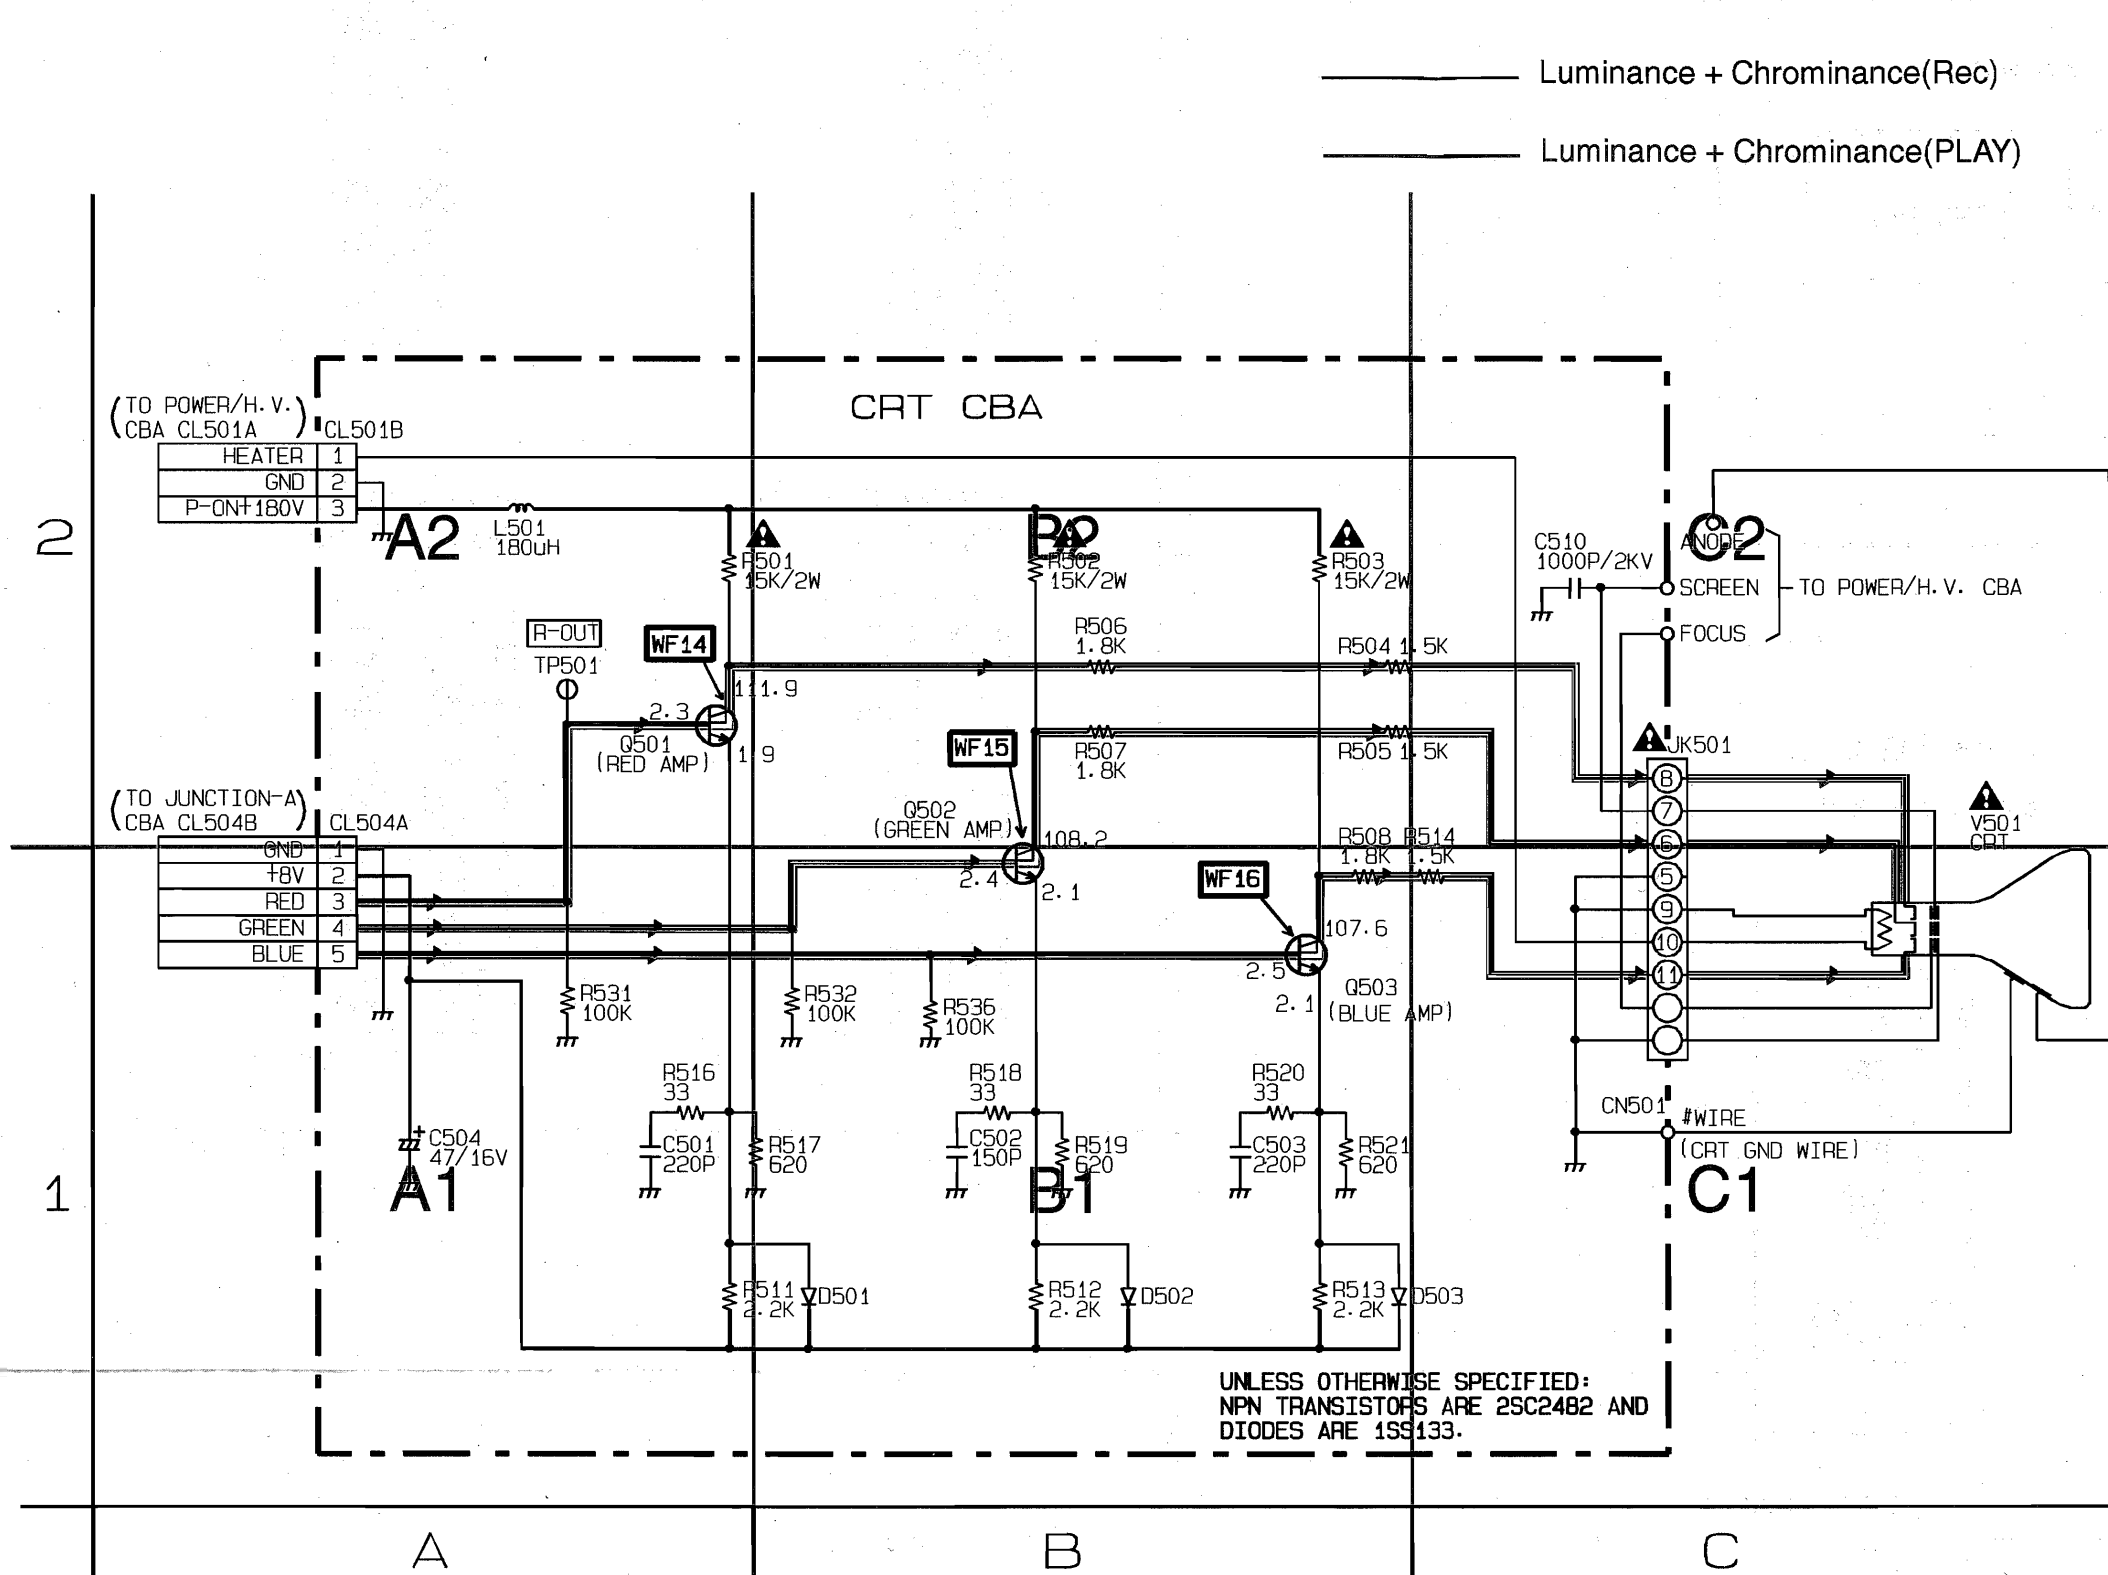 Luminance + Chrominance(Rec)
Luminance + Chrominance(PLAY)
CRT CBA
(TO POWER/H.V.)
CBA CL501A
CL501B
HEATER 1
GND 2
P-ON+180V 3
2
A2
B2
C2
L501
180uH
R501
15K/2W
R502
15K/2W
R503
15K/2W
C510
1000P/2KV
ANODE
SCREEN
FOCUS
TO POWER/H.V. CBA
R-OUT
TP501
WF14
111.9
2.3
1.9
Q501
(RED AMP)
R506
1.8K
R504 1.5K
R507
1.8K
R505 1.5K
WF15
Q502
(GREEN AMP)
108.2
2.4
2.1
R508 R514
1.8K 1.5K
WF16
107.6
2.5
2.1
Q503
(BLUE AMP)
JK501
8
7
6
5
9
10
11
V501
CRT
(TO JUNCTION-A)
CBA CL504B
CL504A
GND 1
+8V 2
RED 3
GREEN 4
BLUE 5
R531
100K
R532
100K
R536
100K
R516
33
C501
220P
R517
620
R518
33
C502
150P
R519
620
R520
33
C503
220P
R521
620
CN501
#WIRE
(CRT GND WIRE)
+
C504
47/16V
1
A1
B1
C1
R511
2.2K
D501
R512
2.2K
D502
R513
2.2K
D503
UNLESS OTHERWISE SPECIFIED:
NPN TRANSISTORS ARE 2SC2482 AND
DIODES ARE 1SS133.
A
B
C